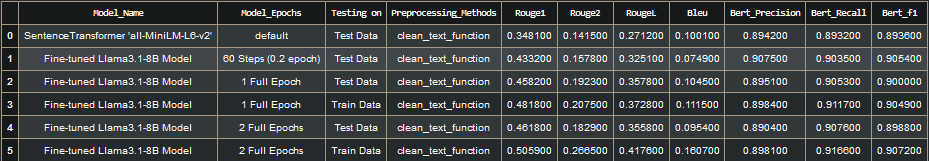 Model_Name Model_Epochs Testing on Preprocessing_Methods Rouge1 Rouge2 RougeL Bleu Bert_Precision Bert_Recall Bert_f1
0 SentenceTransformer 'all-MiniLM-L6-v2' default Test Data clean_text_function 0.348100 0.141500 0.271200 0.100100 0.894200 0.893200 0.893600
1 Fine-tuned Llama3.1-8B Model 60 Steps (0.2 epoch) Test Data clean_text_function 0.433200 0.157800 0.325100 0.074900 0.907500 0.903500 0.905400
2 Fine-tuned Llama3.1-8B Model 1 Full Epoch Test Data clean_text_function 0.458200 0.192300 0.357800 0.104500 0.895100 0.905300 0.900000
3 Fine-tuned Llama3.1-8B Model 1 Full Epoch Train Data clean_text_function 0.481800 0.207500 0.372800 0.111500 0.898400 0.911700 0.904900
4 Fine-tuned Llama3.1-8B Model 2 Full Epochs Test Data clean_text_function 0.461800 0.182900 0.355800 0.095400 0.890400 0.907600 0.898800
5 Fine-tuned Llama3.1-8B Model 2 Full Epochs Train Data clean_text_function 0.505900 0.266500 0.417600 0.160700 0.898100 0.916600 0.907200